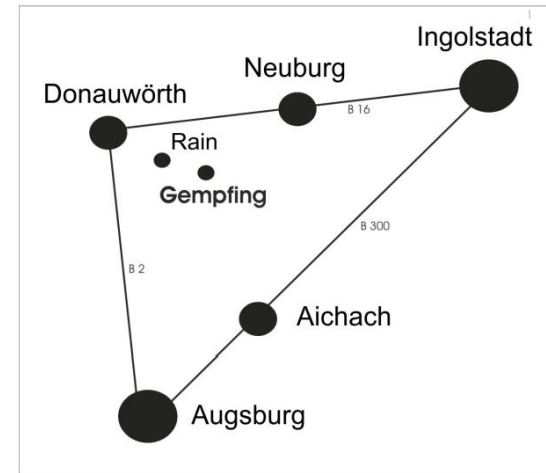 Ingolstadt
Neuburg
Donauwörth
B 16
Rain
Gempfing
B 300
B 2
Aichach
Augsburg